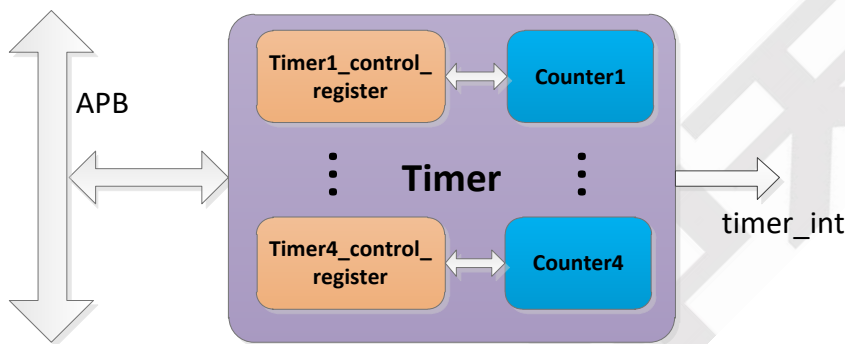 Timer1_control_
register
Counter1
APB
Timer
timer_int
Timer4_control_
register
Counter4